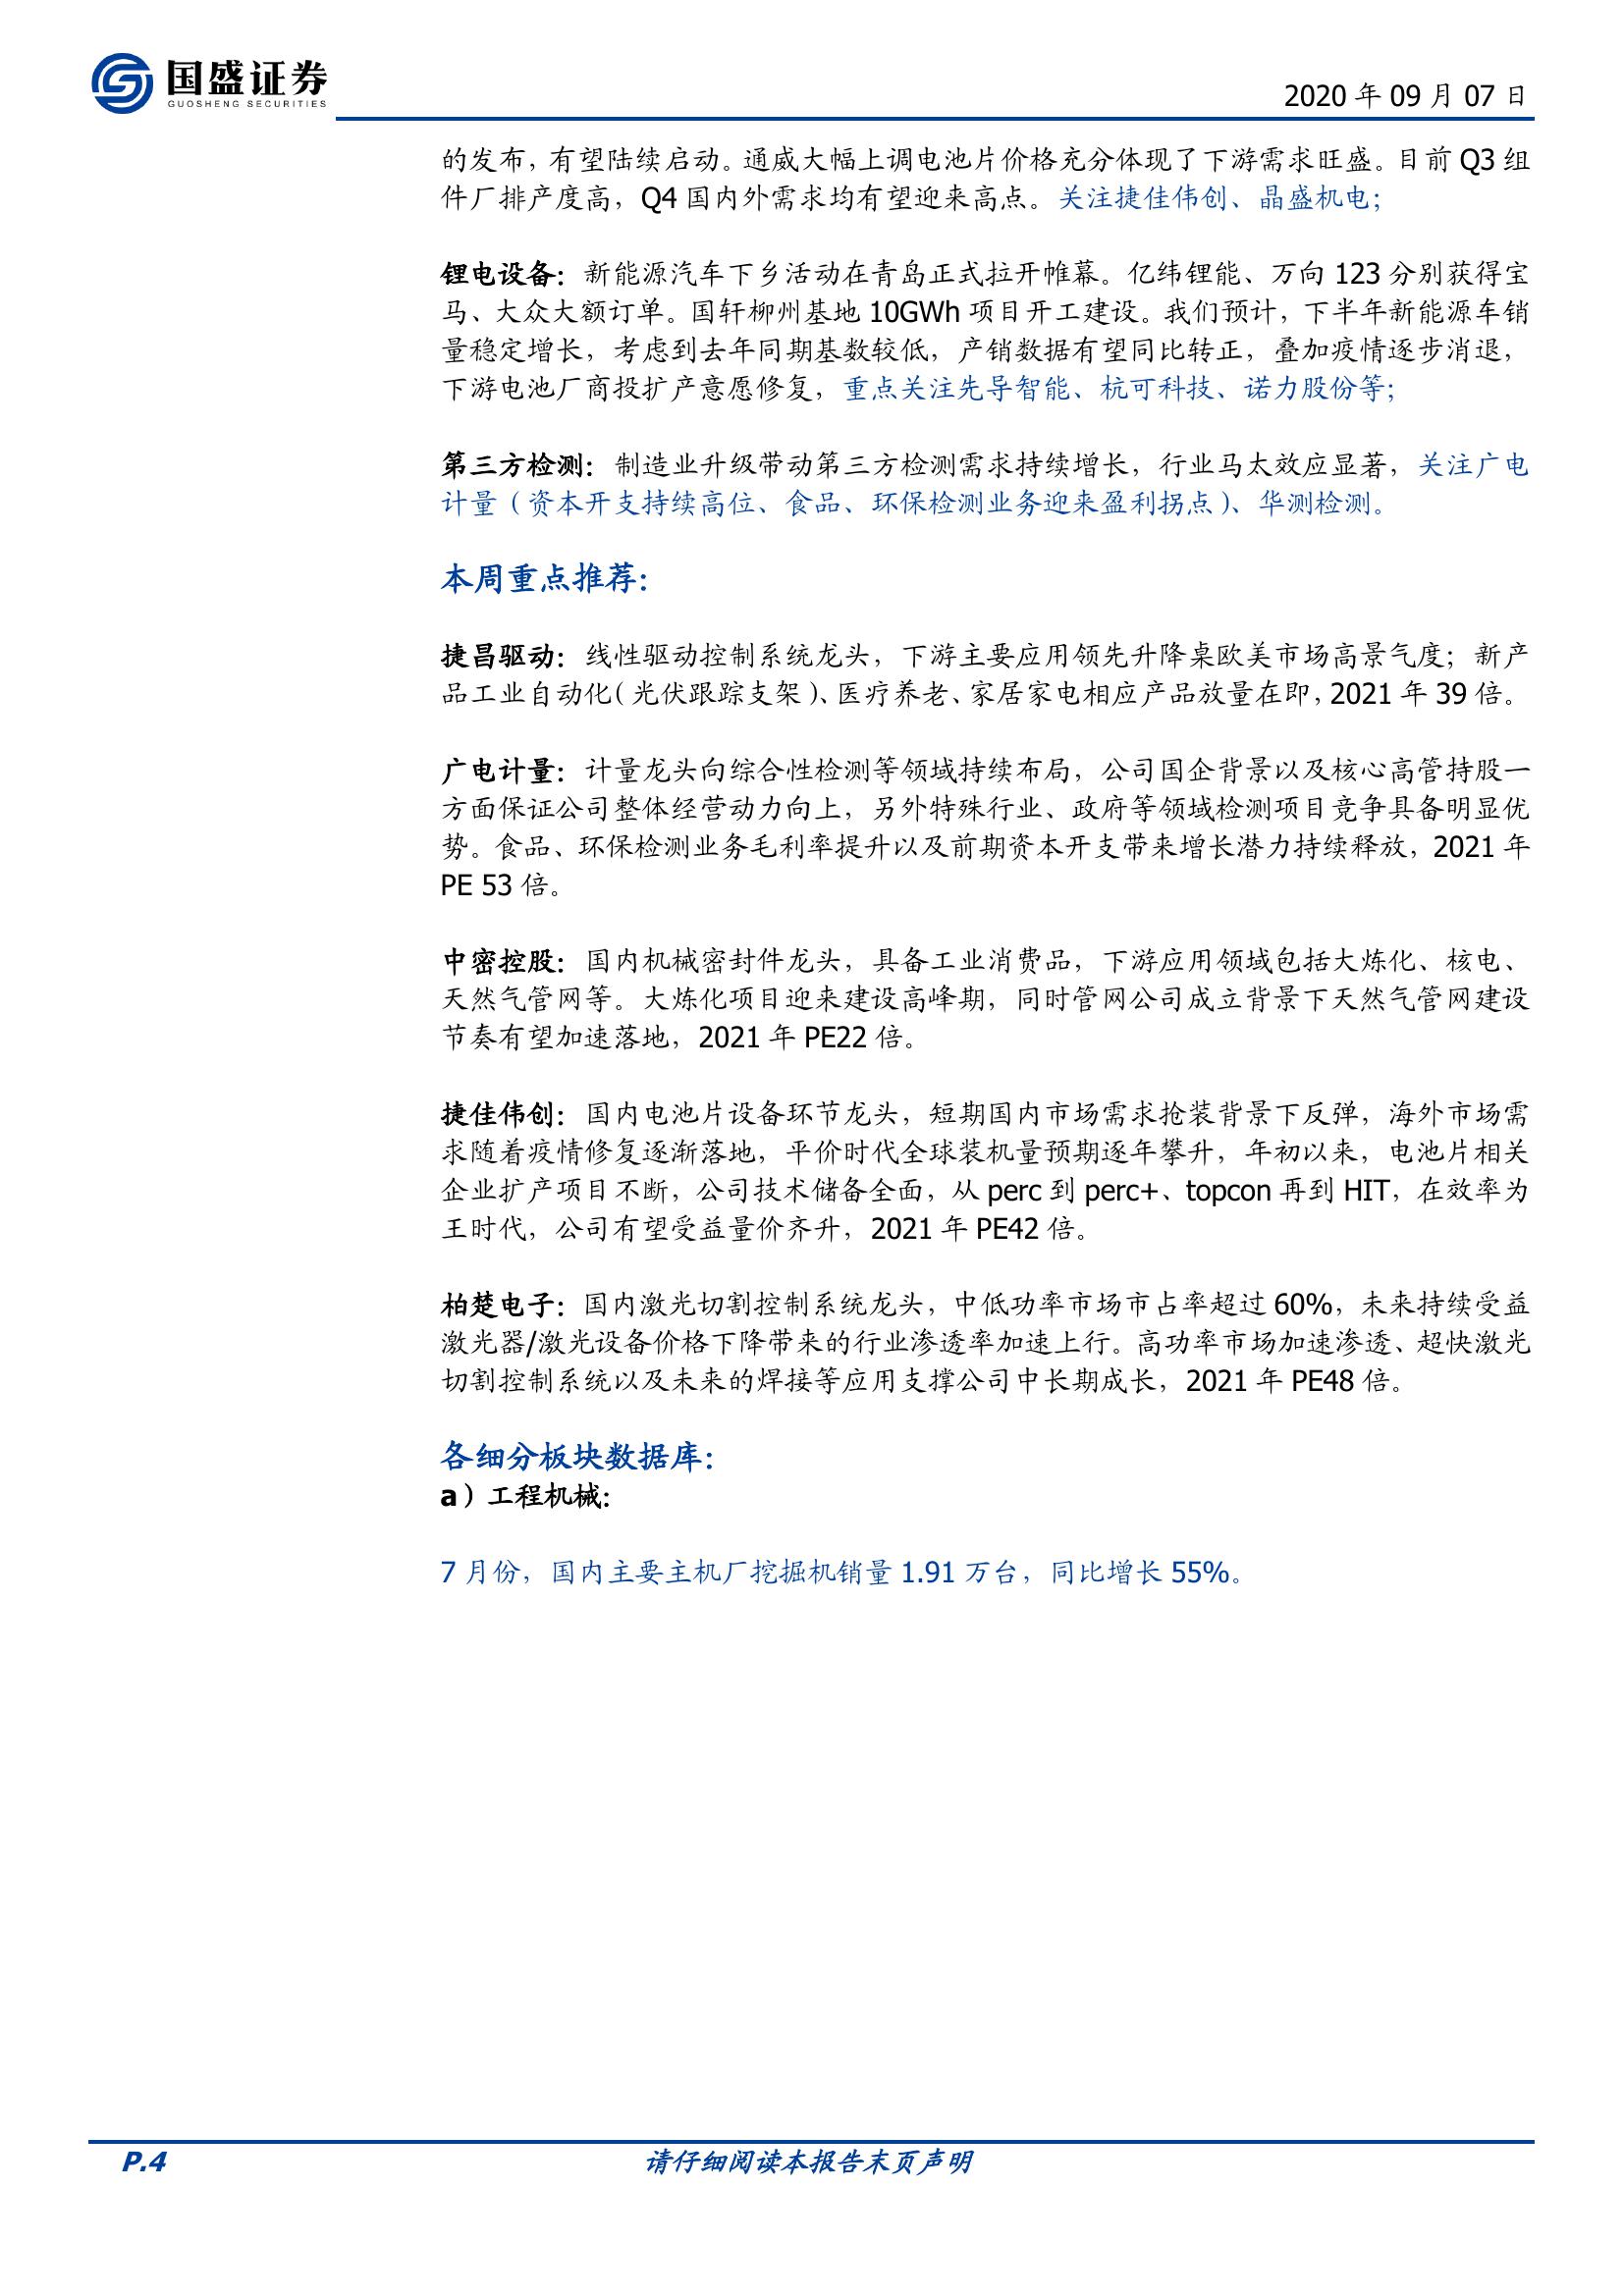 国盛证券
GUOSHENG SECURITIES
2020 年 09 月 07 日
的发布，有望陆续启动。通威大幅上调电池片价格充分体现了下游需求旺盛。目前 Q3 组
件厂排产度高，Q4 国内外需求均有望迎来高点。关注捷佳伟创、晶盛机电；
锂电设备：新能源汽车下乡活动在青岛正式拉开帷幕。亿纬锂能、万向 123 分别获得宝
马、大众大额订单。国轩柳州基地 10GWh 项目开工建设。我们预计，下半年新能源车销
量稳定增长，考虑到去年同期基数较低，产销数据有望同比转正，叠加疫情逐步消退，
下游电池厂商投扩产意愿修复，重点关注先导智能、杭可科技、诺力股份等；
第三方检测：制造业升级带动第三方检测需求持续增长，行业马太效应显著，关注广电
计量（资本开支持续高位、食品、环保检测业务迎来盈利拐点）、华测检测。
本周重点推荐：
捷昌驱动：线性驱动控制系统龙头，下游主要应用领先升降桌欧美市场高景气度；新产
品工业自动化（光伏跟踪支架）、医疗养老、家居家电相应产品放量在即，2021 年 39 倍。
广电计量：计量龙头向综合性检测等领域持续布局，公司国企背景以及核心高管持股一
方面保证公司整体经营动力向上，另外特殊行业、政府等领域检测项目竞争具备明显优
势。食品、环保检测业务毛利率提升以及前期资本开支带来增长潜力持续释放，2021 年
PE 53 倍。
中密控股：国内机械密封件龙头，具备工业消费品，下游应用领域包括大炼化、核电、
天然气管网等。大炼化项目迎来建设高峰期，同时管网公司成立背景下天然气管网建设
节奏有望加速落地，2021 年 PE22 倍。
捷佳伟创：国内电池片设备环节龙头，短期国内市场需求抢装背景下反弹，海外市场需
求随着疫情修复逐渐落地，平价时代全球装机量预期逐年攀升，年初以来，电池片相关
企业扩产项目不断，公司技术储备全面，从 perc 到 perc+、topcon 再到 HIT，在效率为
王时代，公司有望受益量价齐升，2021 年 PE42 倍。
柏楚电子：国内激光切割控制系统龙头，中低功率市场市占率超过 60%，未来持续受益
激光器/激光设备价格下降带来的行业渗透率加速上行。高功率市场加速渗透、超快激光
切割控制系统以及未来的焊接等应用支撑公司中长期成长，2021 年 PE48 倍。
各细分板块数据库：
a）工程机械：
7 月份，国内主要主机厂挖掘机销量 1.91 万台，同比增长 55%。
P.4
请仔细阅读本报告末页声明